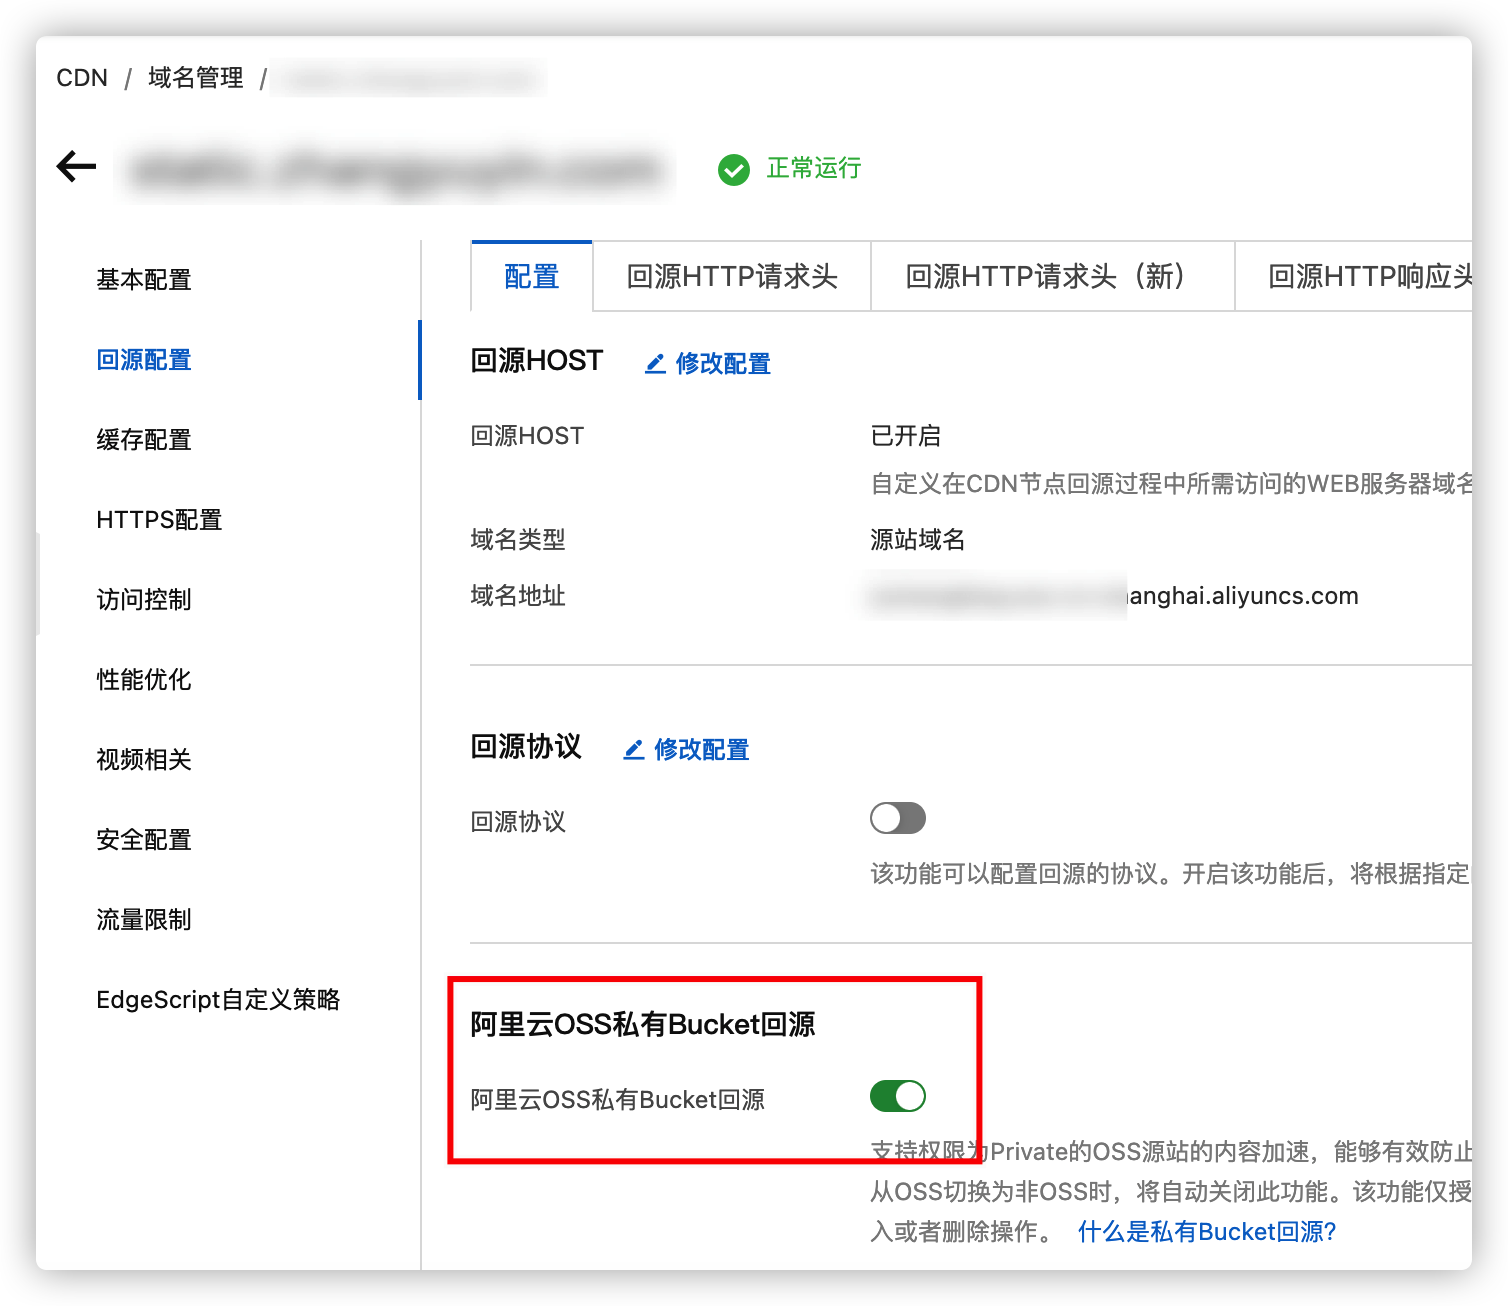 CDN / 域名管理 /
正常运行
基本配置
回源配置
缓存配置
HTTPS配置
访问控制
性能优化
视频相关
安全配置
流量限制
EdgeScript自定义策略
配置
回源HTTP请求头
回源HTTP请求头（新）
回源HTTP响应头
回源HOST 修改配置
回源HOST 已开启
自定义在CDN节点回源过程中所需访问的WEB服务器域名
域名类型 源站域名
域名地址 anghai.aliyuncs.com
回源协议 修改配置
回源协议
该功能可以配置回源的协议。开启该功能后，将根据指定
阿里云OSS私有Bucket回源
阿里云OSS私有Bucket回源
支持权限为Private的OSS源站的内容加速，能够有效防止
从OSS切换为非OSS时，将自动关闭此功能。该功能仅授
入或者删除操作。 什么是私有Bucket回源?